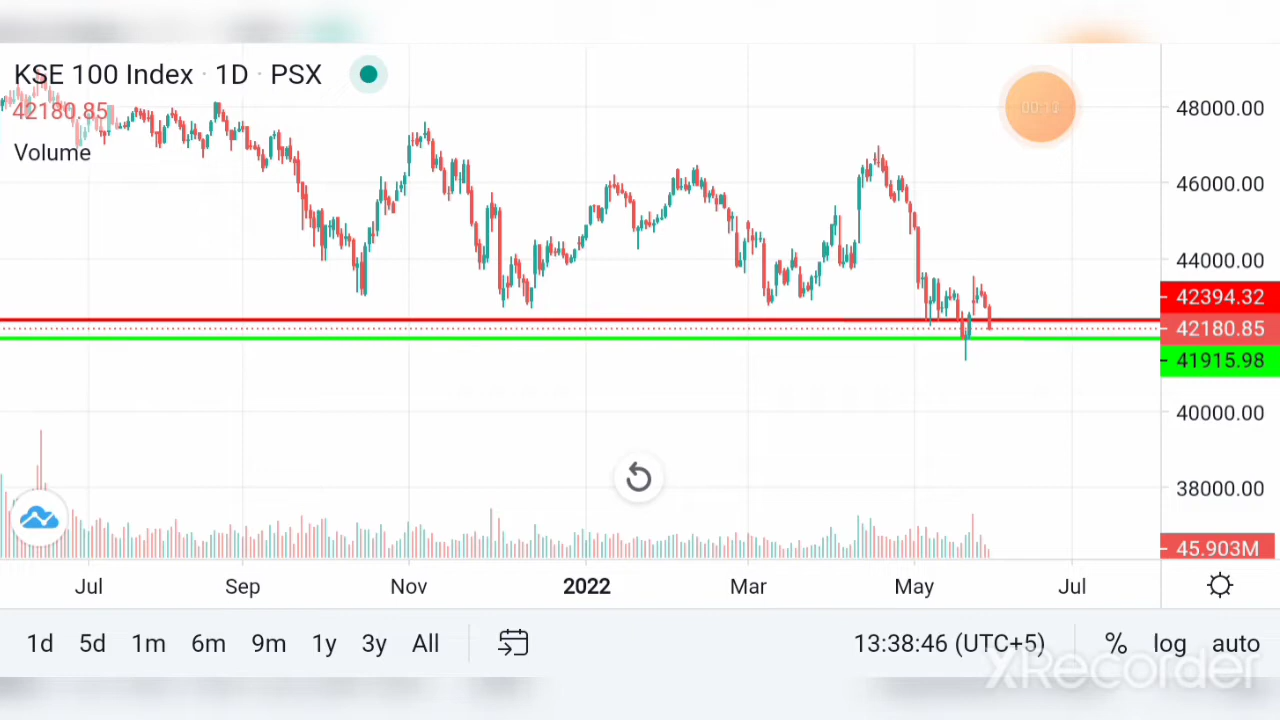 KSE 100 Index · 1D · PSX
42180.85
Volume
00:11
48000.00
46000.00
44000.00
42394.32
42180.85
41915.98
40000.00
38000.00
45.903M
Jul Sep Nov 2022 Mar May Jul
1d 5d 1m 6m 9m 1y 3y All 13:38:46 (UTC+5) % log auto
XRecorder